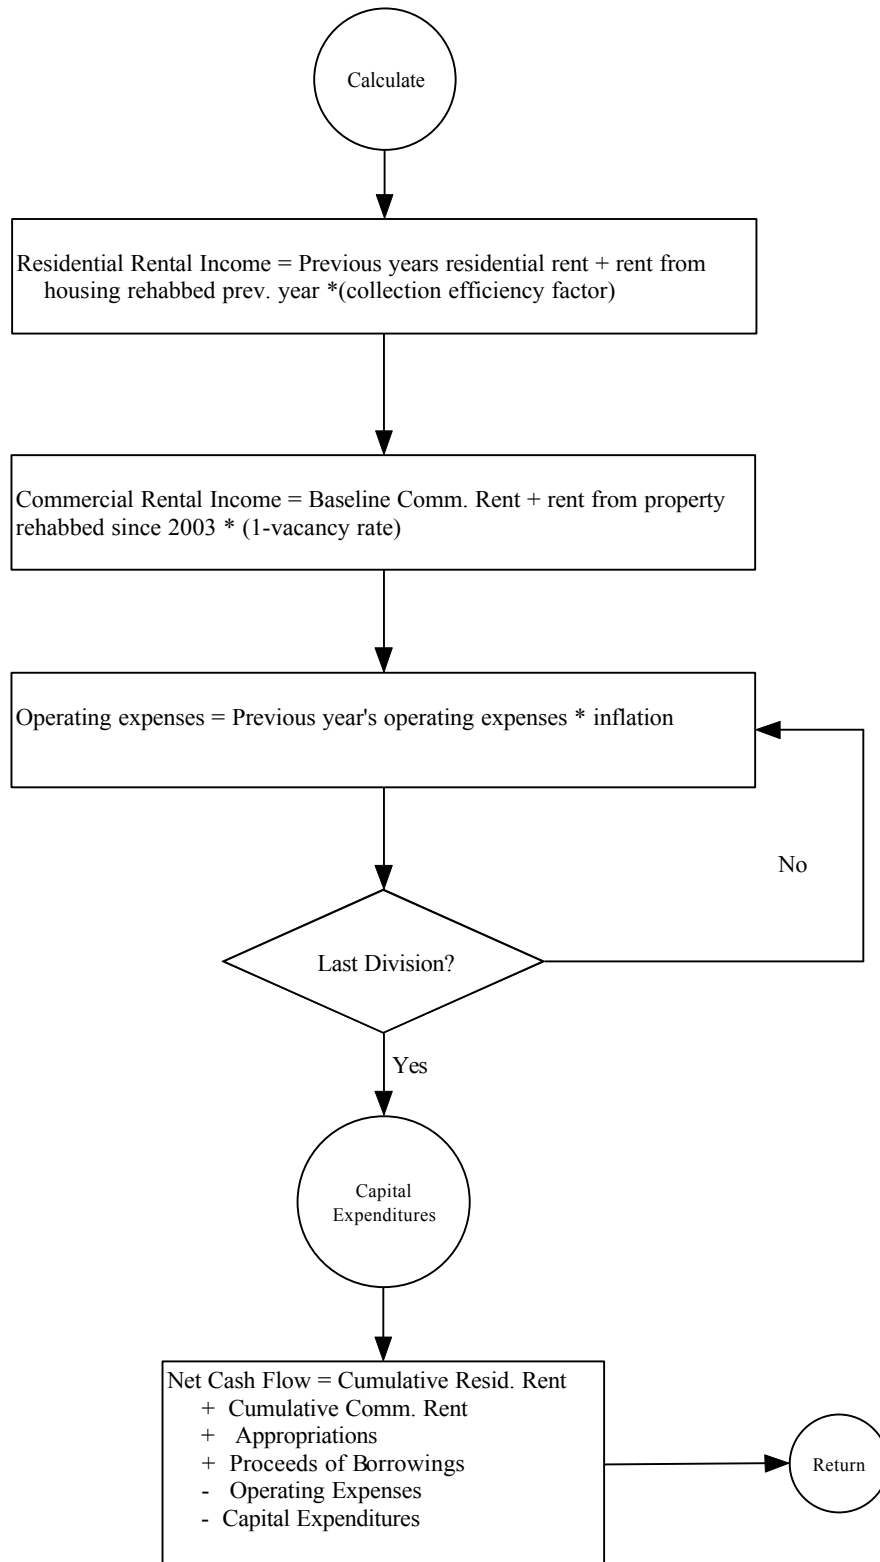 Calculate
Residential Rental Income = Previous years residential rent + rent from
housing rehabbed prev. year *(collection efficiency factor)
Commercial Rental Income = Baseline Comm. Rent + rent from property
rehabbed since 2003 * (1-vacancy rate)
Operating expenses = Previous year's operating expenses * inflation
No
Last Division?
Yes
Capital
Expenditures
Net Cash Flow = Cumulative Resid. Rent
+ Cumulative Comm. Rent
+ Appropriations
+ Proceeds of Borrowings
- Operating Expenses
- Capital Expenditures
Return